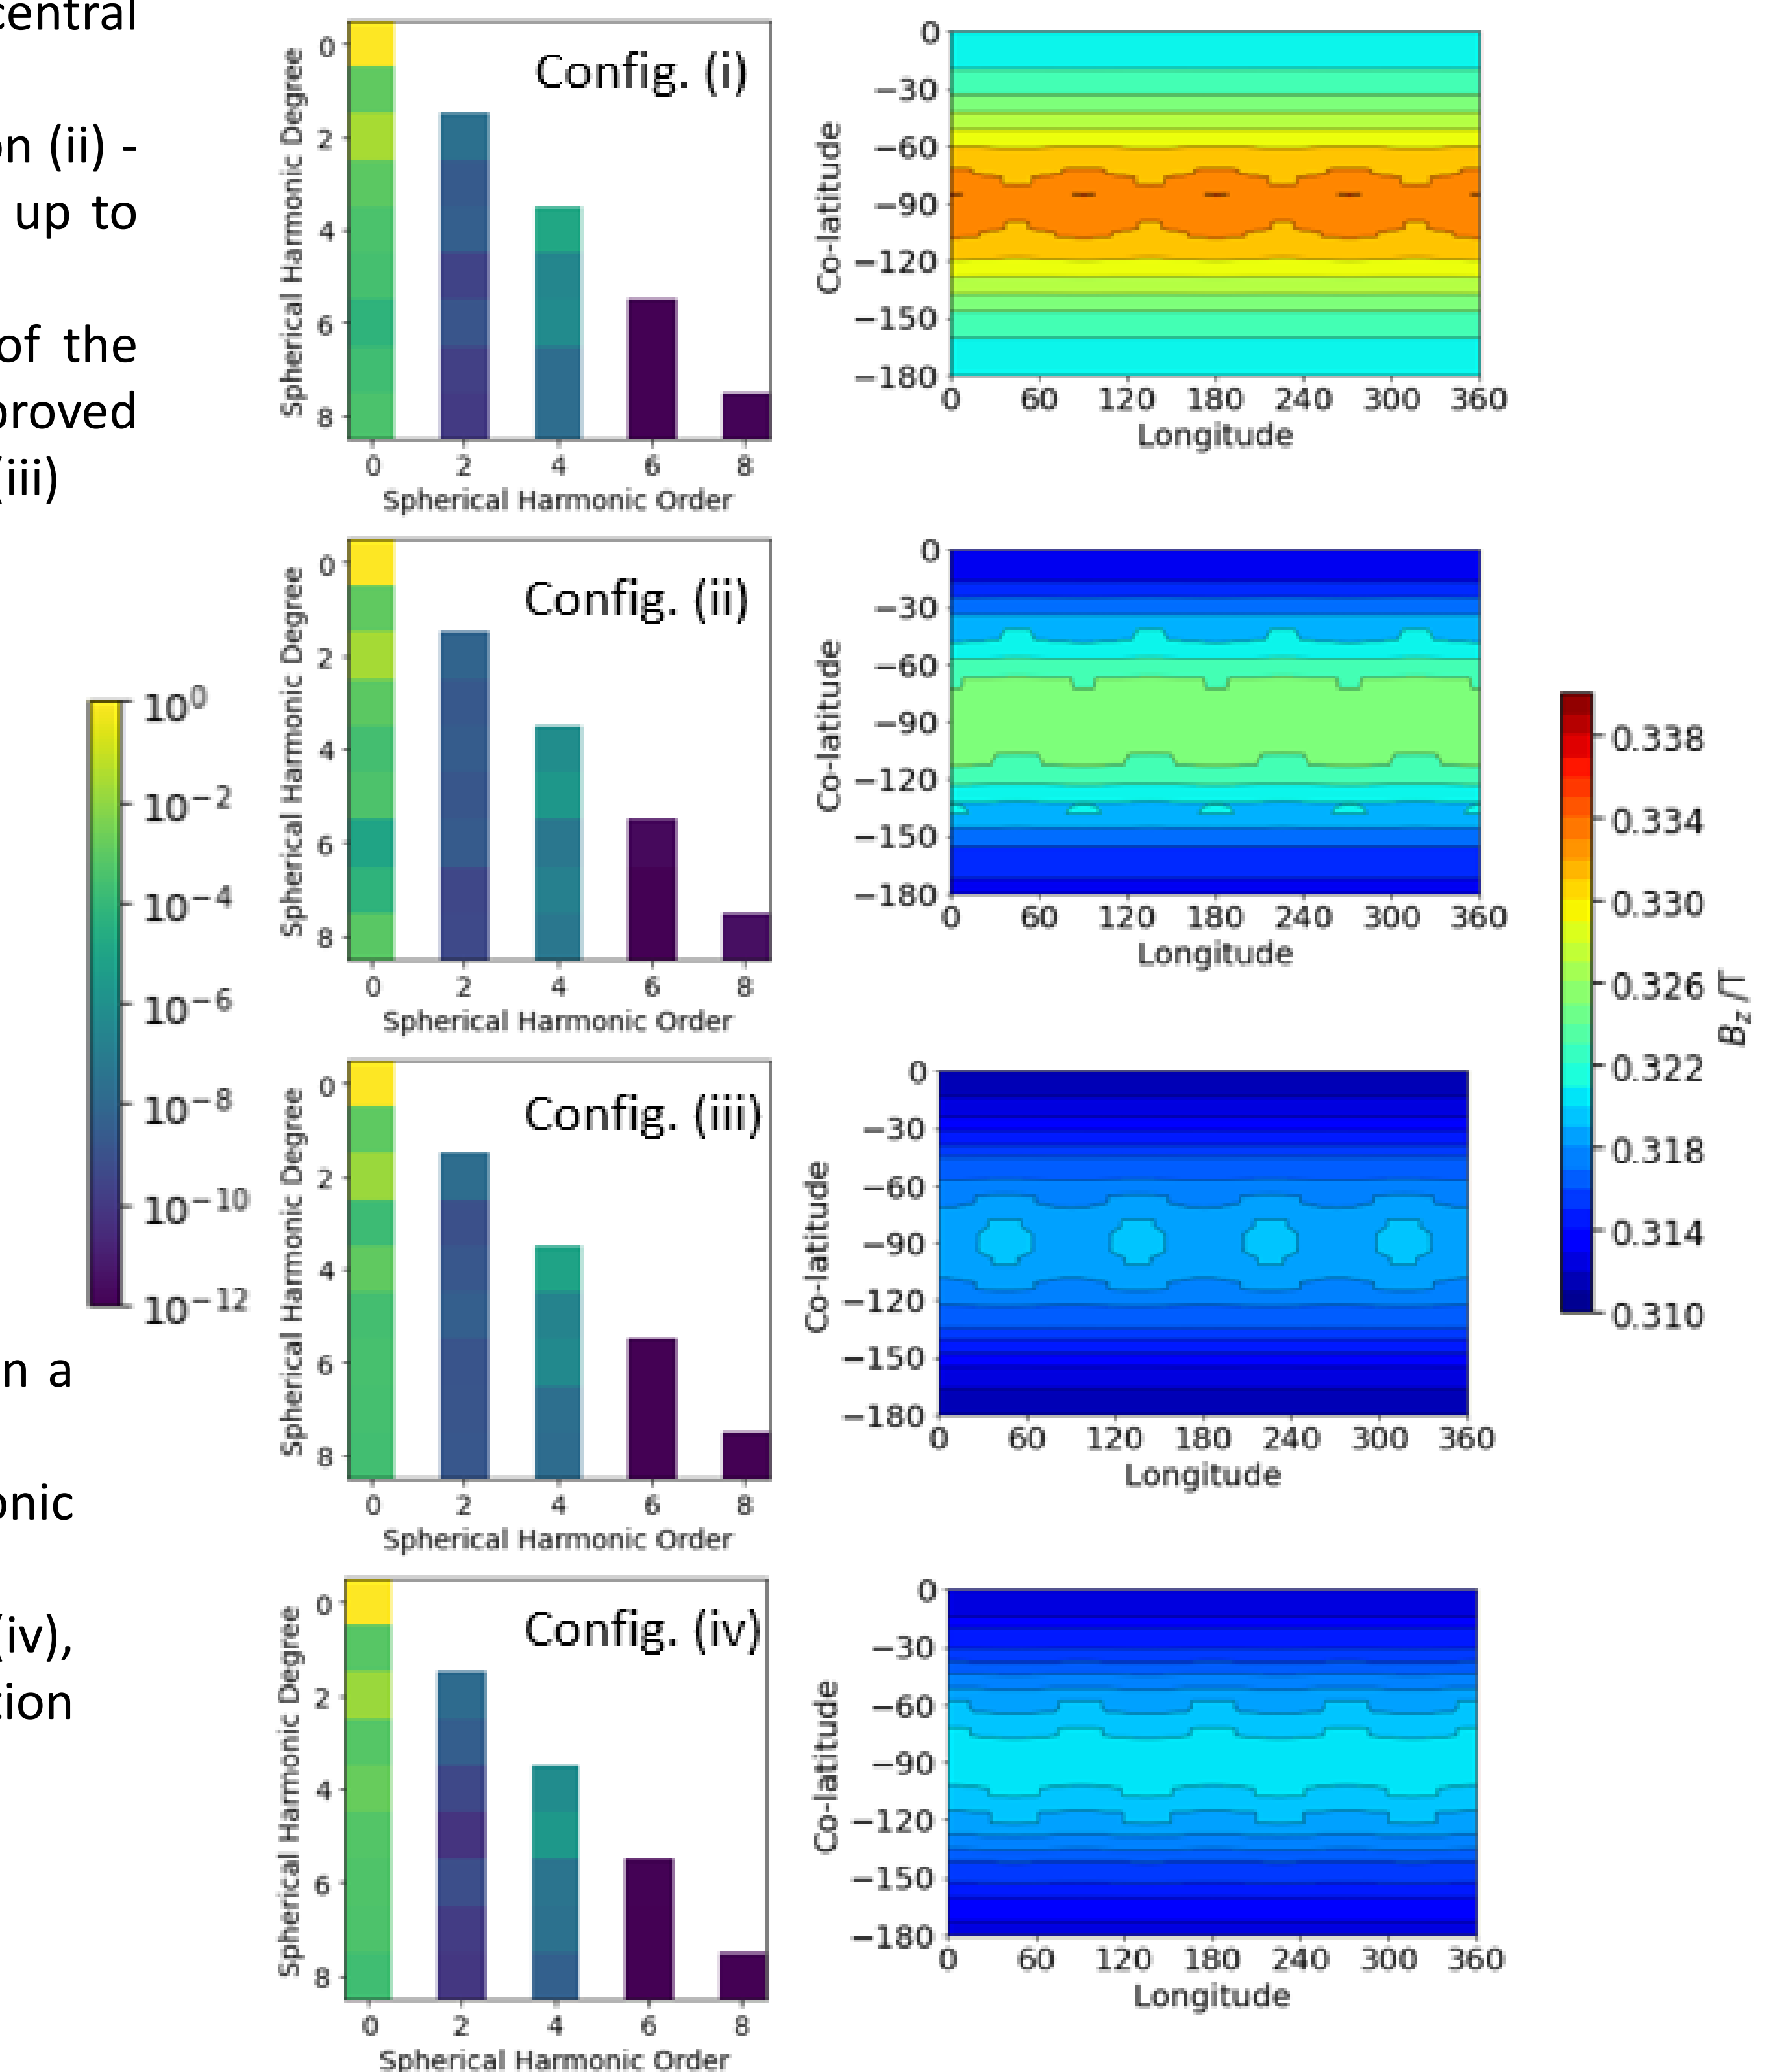 central
on (ii) -
up to
of the
proved
(iii)
10^0
10^-2
10^-4
10^-6
10^-8
10^-10
10^-12
n a
onic
(iv),
tion
Config. (i)
Spherical Harmonic Degree
0
2
4
6
8
0 2 4 6 8
Spherical Harmonic Order
Co-latitude
0
−30
−60
−90
−120
−150
−180
0 60 120 180 240 300 360
Longitude
Config. (ii)
Spherical Harmonic Degree
0
2
4
6
8
0 2 4 6 8
Spherical Harmonic Order
Co-latitude
0
−30
−60
−90
−120
−150
−180
0 60 120 180 240 300 360
Longitude
Config. (iii)
Spherical Harmonic Degree
0
2
4
6
8
0 2 4 6 8
Spherical Harmonic Order
Co-latitude
0
−30
−60
−90
−120
−150
−180
0 60 120 180 240 300 360
Longitude
Config. (iv)
Spherical Harmonic Degree
0
2
4
6
8
0 2 4 6 8
Spherical Harmonic Order
Co-latitude
0
−30
−60
−90
−120
−150
−180
0 60 120 180 240 300 360
Longitude
0.338
0.334
0.330
0.326
0.322
0.318
0.314
0.310
B_z /T